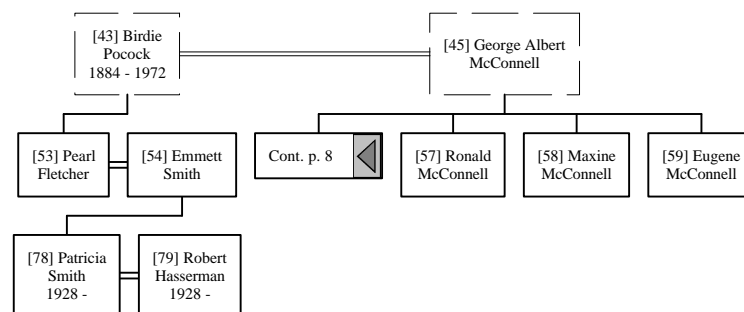 [43] Birdie
Pocock
1884 - 1972
[45] George Albert
McConnell
[53] Pearl
Fletcher
[54] Emmett
Smith
Cont. p. 8
[57] Ronald
McConnell
[58] Maxine
McConnell
[59] Eugene
McConnell
[78] Patricia
Smith
1928 -
[79] Robert
Hasserman
1928 -